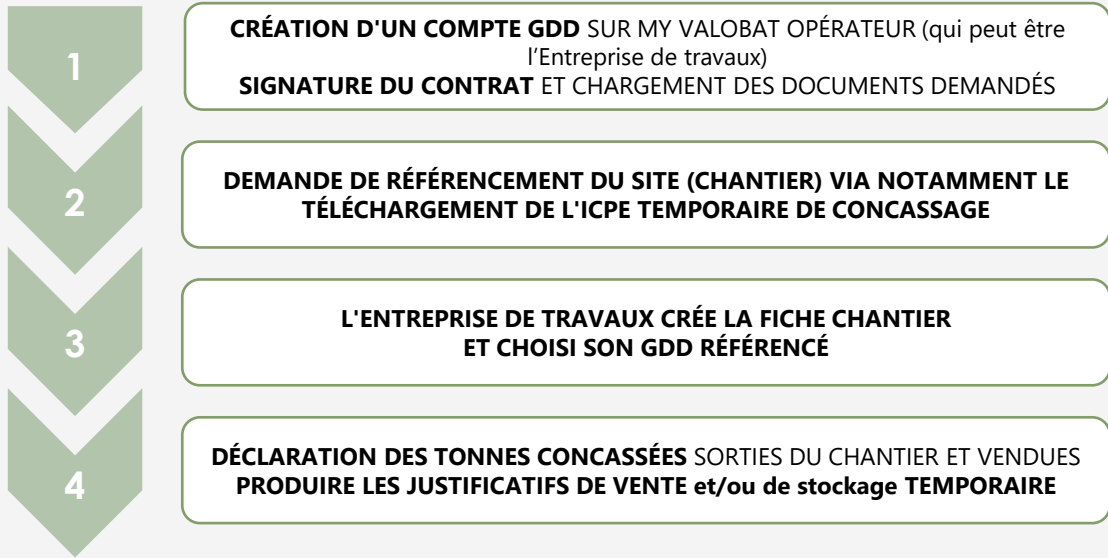 1
CRÉATION D'UN COMPTE GDD SUR MY VALOBAT OPÉRATEUR (qui peut être
l'Entreprise de travaux)
SIGNATURE DU CONTRAT ET CHARGEMENT DES DOCUMENTS DEMANDÉS
2
DEMANDE DE RÉFÉRENCEMENT DU SITE (CHANTIER) VIA NOTAMMENT LE
TÉLÉCHARGEMENT DE L'ICPE TEMPORAIRE DE CONCASSAGE
3
L'ENTREPRISE DE TRAVAUX CRÉE LA FICHE CHANTIER
ET CHOISI SON GDD RÉFÉRENCÉ
4
DÉCLARATION DES TONNES CONCASSÉES SORTIES DU CHANTIER ET VENDUES
PRODUIRE LES JUSTIFICATIFS DE VENTE et/ou de stockage TEMPORAIRE